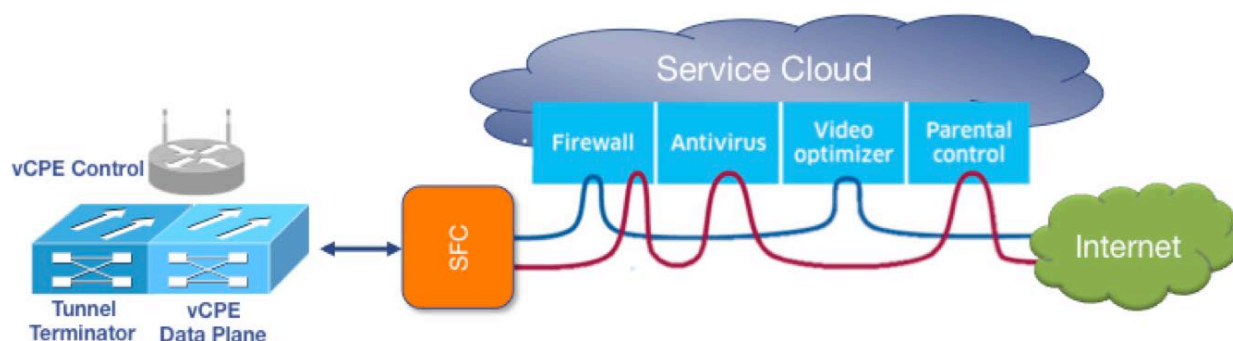 Service Cloud
Firewall
Antivirus
Video
optimizer
Parental
control
vCPE Control
SFC
Internet
Tunnel
Terminator
vCPE
Data Plane